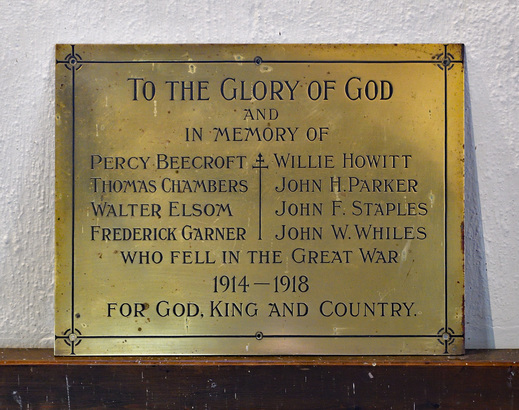 To the Glory of God
and
in memory of
Percy Beecroft Willie Howitt
Thomas Chambers John H. Parker
Walter Elsom John F. Staples
Frederick Garner John W. Whiles
who fell in the Great War
1914–1918
for God, King and Country.